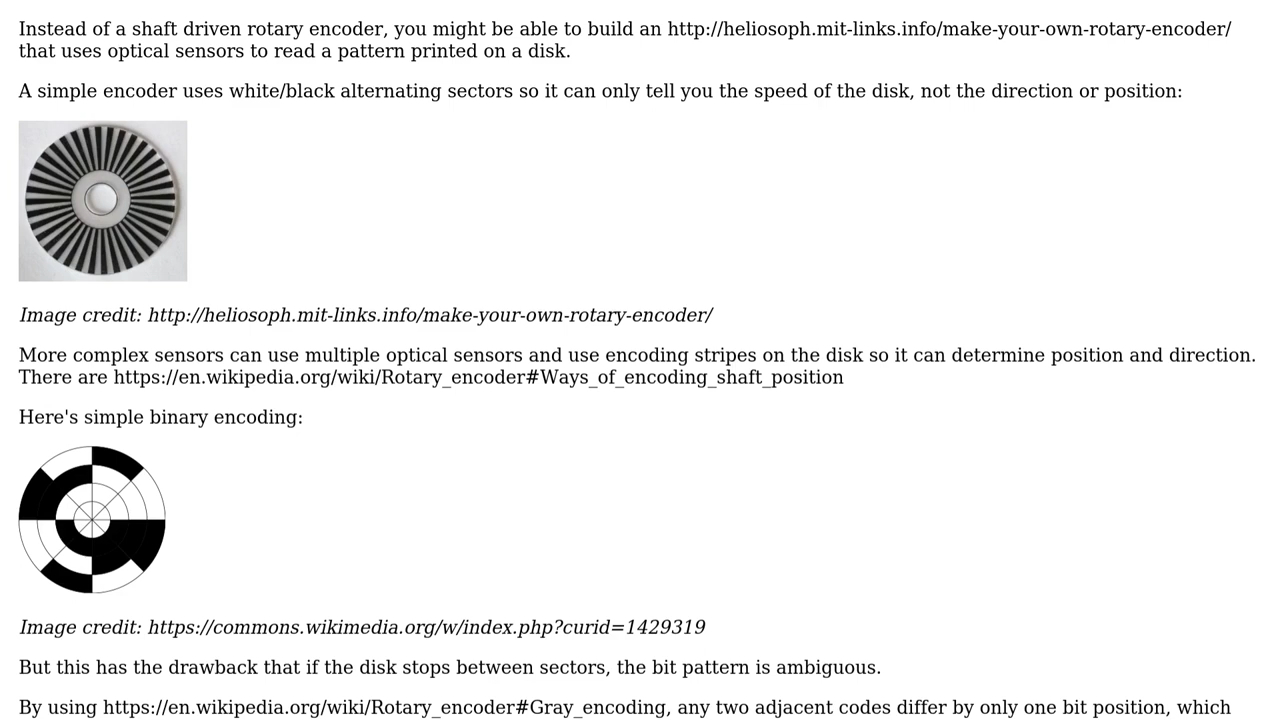 Instead of a shaft driven rotary encoder, you might be able to build an http://heliosoph.mit-links.info/make-your-own-rotary-encoder/
that uses optical sensors to read a pattern printed on a disk.
A simple encoder uses white/black alternating sectors so it can only tell you the speed of the disk, not the direction or position:
Image credit: http://heliosoph.mit-links.info/make-your-own-rotary-encoder/
More complex sensors can use multiple optical sensors and use encoding stripes on the disk so it can determine position and direction.
There are https://en.wikipedia.org/wiki/Rotary_encoder#Ways_of_encoding_shaft_position
Here's simple binary encoding:
Image credit: https://commons.wikimedia.org/w/index.php?curid=1429319
But this has the drawback that if the disk stops between sectors, the bit pattern is ambiguous.
By using https://en.wikipedia.org/wiki/Rotary_encoder#Gray_encoding, any two adjacent codes differ by only one bit position, which